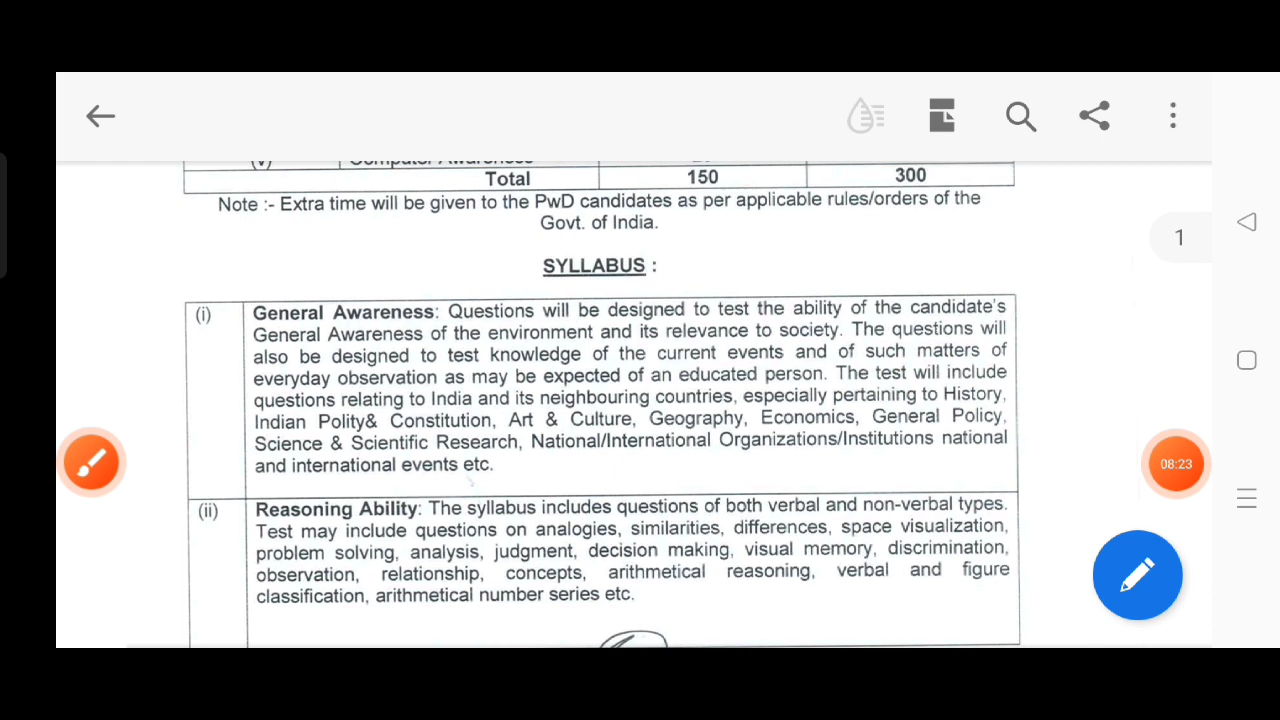 (v) Computer Awareness
Total 150 300
Note :- Extra time will be given to the PwD candidates as per applicable rules/orders of the
Govt. of India.
1
SYLLABUS :
(i) General Awareness: Questions will be designed to test the ability of the candidate's
General Awareness of the environment and its relevance to society. The questions will
also be designed to test knowledge of the current events and of such matters of
everyday observation as may be expected of an educated person. The test will include
questions relating to India and its neighbouring countries, especially pertaining to History,
Indian Polity& Constitution, Art & Culture, Geography, Economics, General Policy,
Science & Scientific Research, National/International Organizations/Institutions national
and international events etc.
08:23
(ii) Reasoning Ability: The syllabus includes questions of both verbal and non-verbal types.
Test may include questions on analogies, similarities, differences, space visualization,
problem solving, analysis, judgment, decision making, visual memory, discrimination,
observation, relationship, concepts, arithmetical reasoning, verbal and figure
classification, arithmetical number series etc.